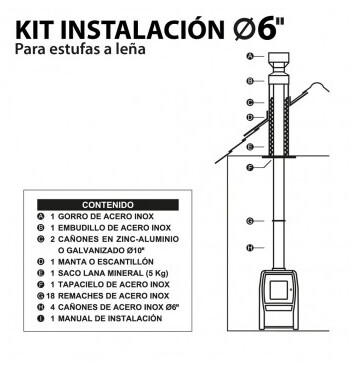 KIT INSTALACIÓN Ø6"
Para estufas a leña
A
B
C
D
E
F
G
H
CONTENIDO
A 1 GORRO DE ACERO INOX
B 1 EMBUDILLO DE ACERO INOX
C 2 CAÑONES EN ZINC-ALUMINIO
O GALVANIZADO Ø10"
D 1 MANTA O ESCANTILLÓN
E 1 SACO LANA MINERAL (5 Kg)
F 1 TAPACIELO DE ACERO INOX
G 18 REMACHES DE ACERO INOX
H 4 CAÑONES DE ACERO INOX Ø6"
I 1 MANUAL DE INSTALACIÓN